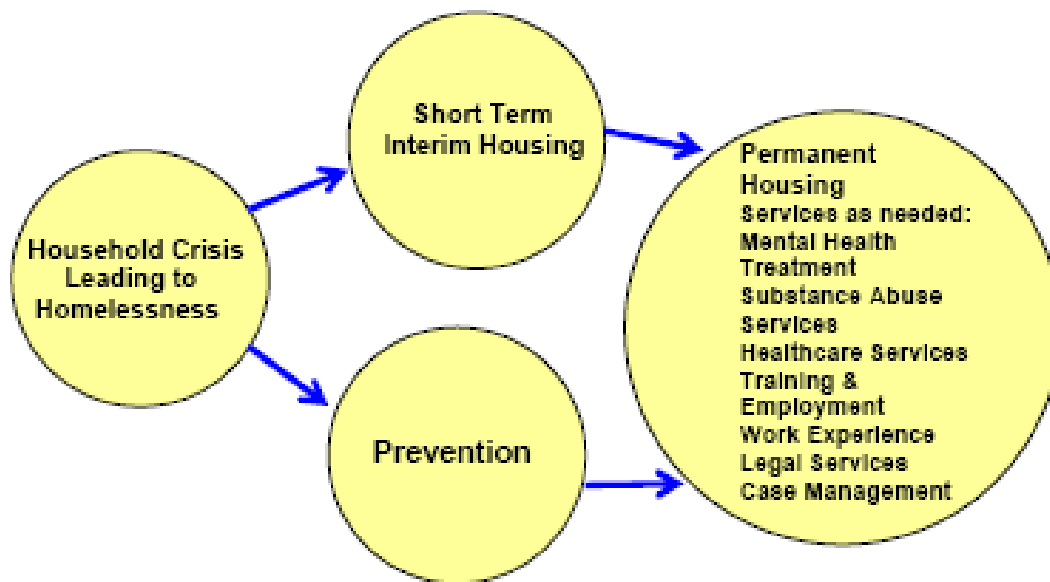 Household Crisis
Leading to
Homelessness
Short Term
Interim Housing
Prevention
Permanent
Housing
Services as needed:
Mental Health
Treatment
Substance Abuse
Services
Healthcare Services
Training &
Employment
Work Experience
Legal Services
Case Management